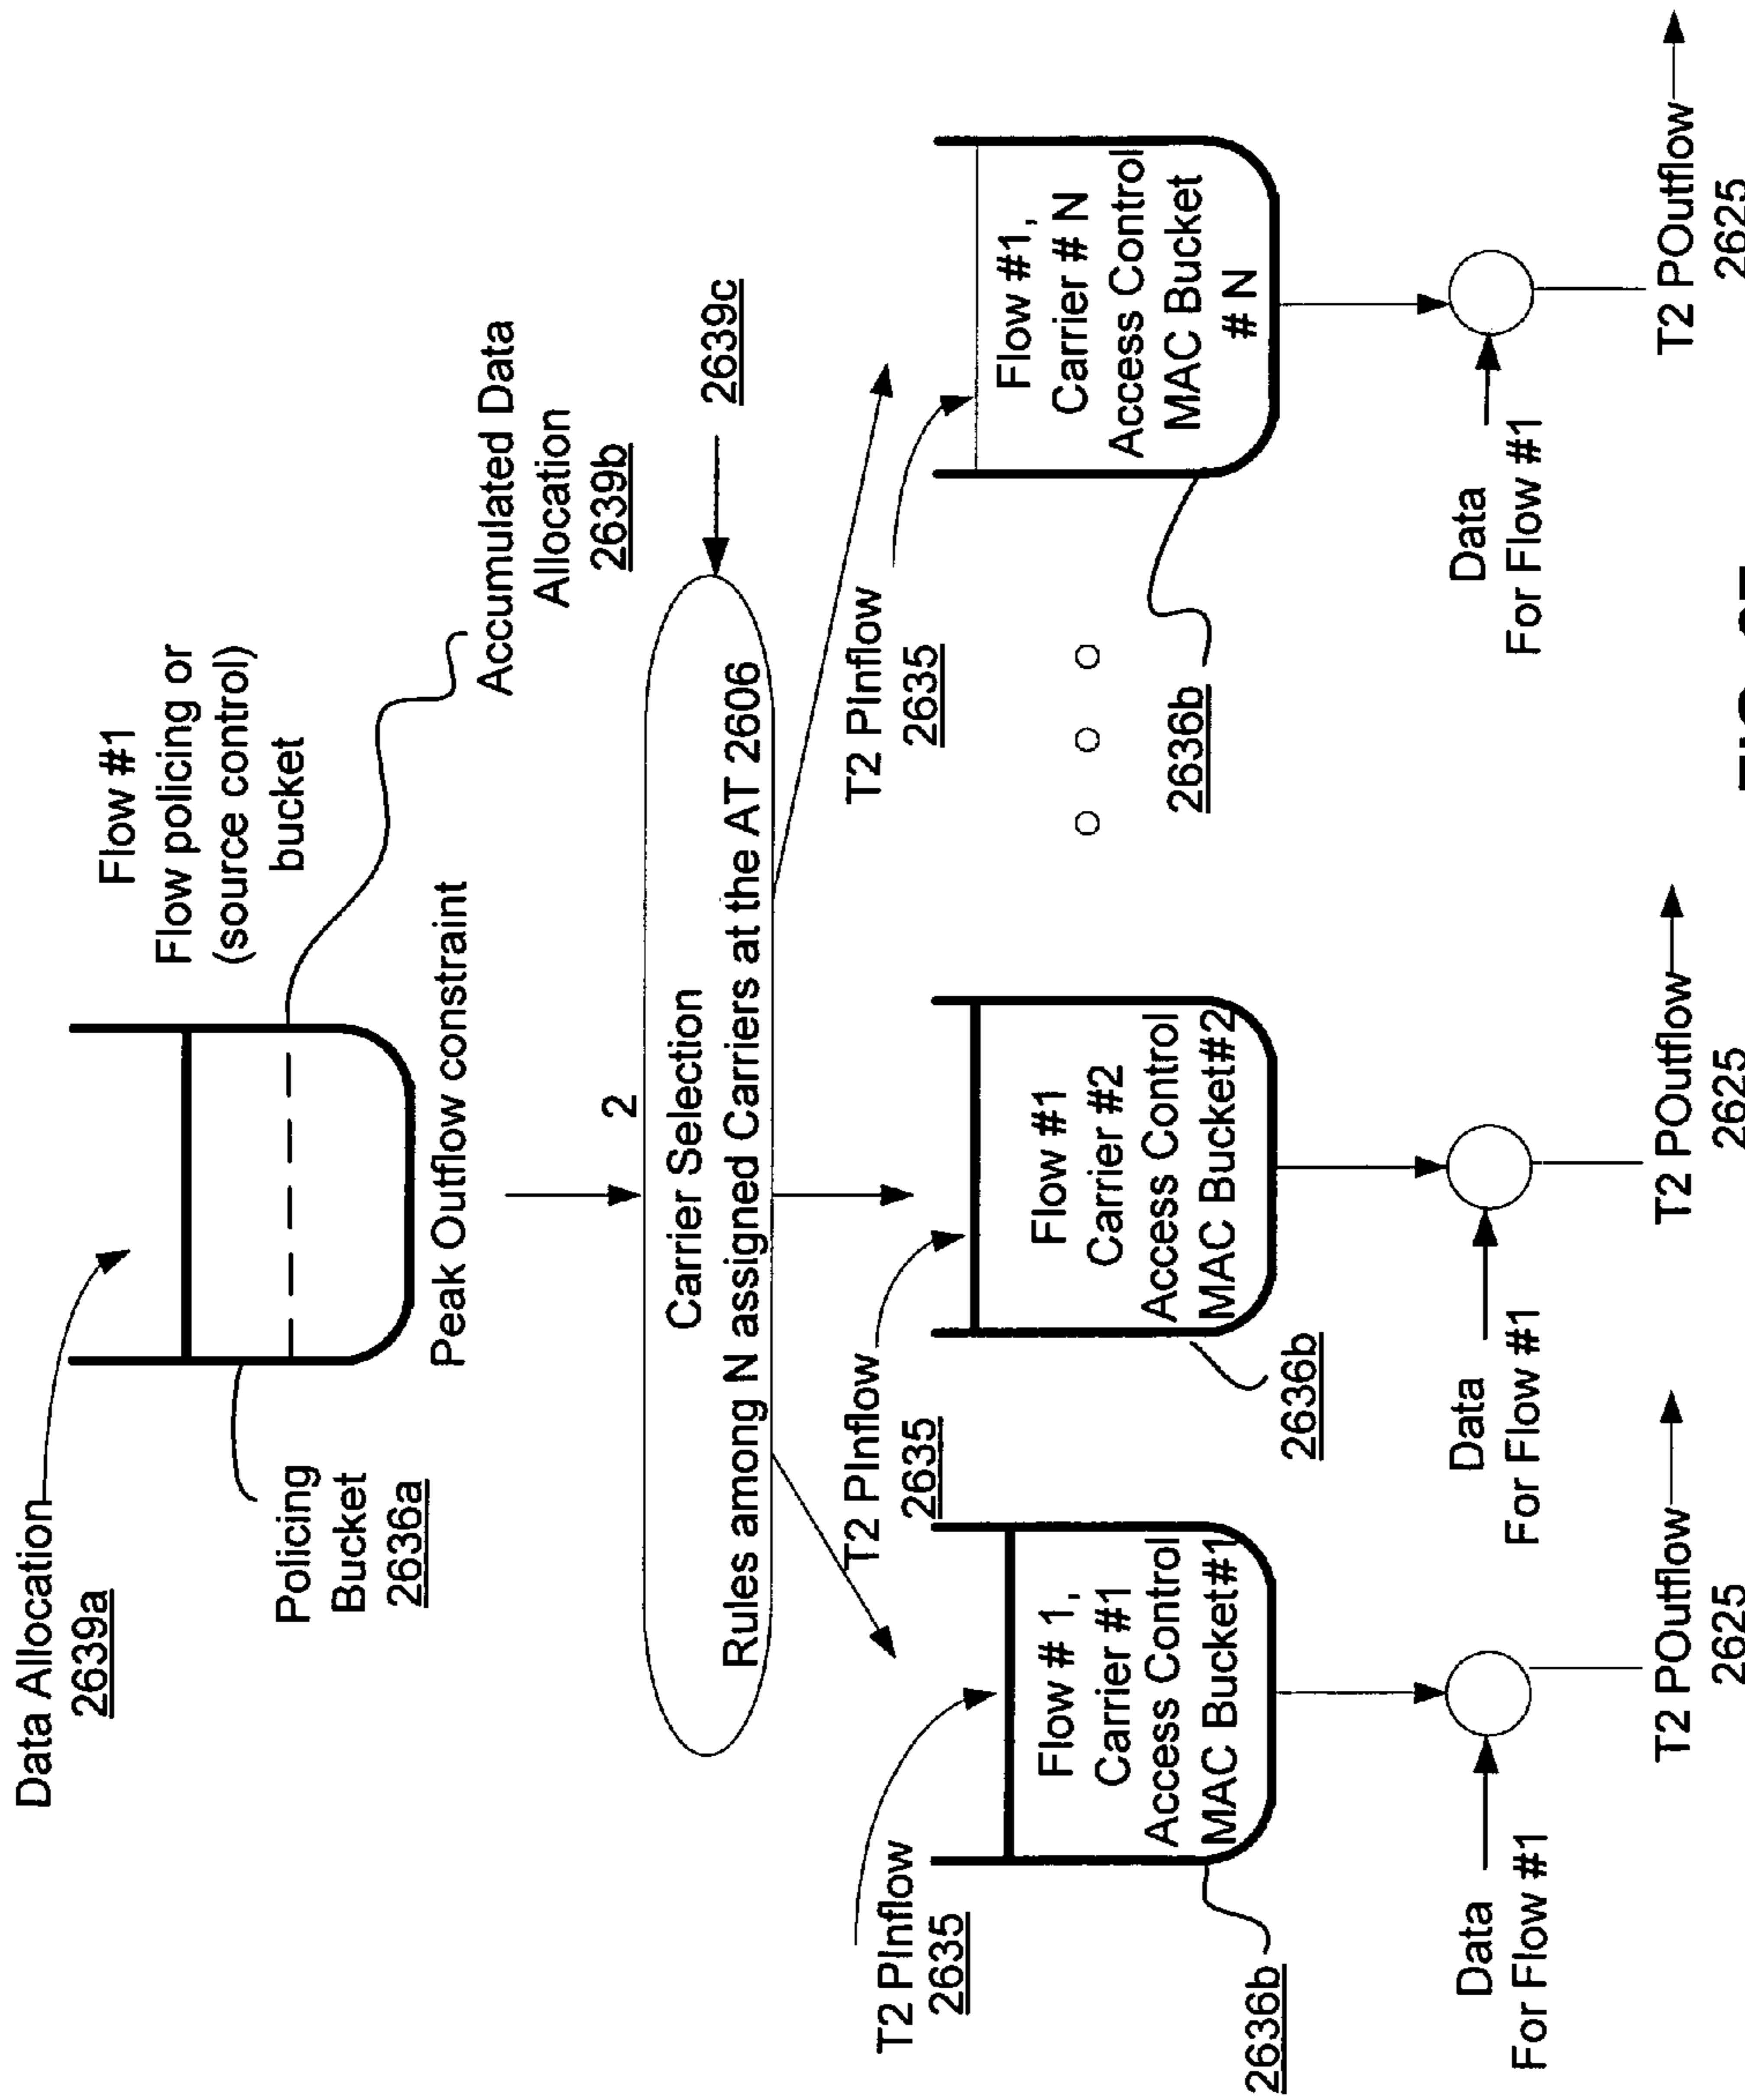 Data Allocation
2639a
Flow #1
Flow policing or
(source control)
bucket
Policing
Bucket
2636a
Accumulated Data
Allocation
2639b
Peak Outflow constraint
2
Carrier Selection
Rules among N assigned Carriers at the AT 2606
2639c
T2 PInflow
2635
T2 PInflow
2635
T2 PInflow
2635
Flow # 1,
Carrier #1
Access Control
MAC Bucket#1
Flow #1
Carrier #2
Access Control
MAC Bucket#2
Flow #1,
Carrier # N
Access Control
MAC Bucket
# N
2636b
2636b
2636b
Data
For Flow #1
Data
For Flow #1
Data
For Flow #1
T2 POutflow
2625
T2 POutflow
2625
T2 POutflow
2625